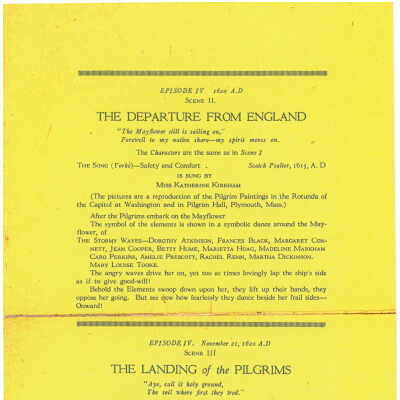 EPISODE IV 1620 A.D
SCENE II.
THE DEPARTURE FROM ENGLAND
"The Mayflower still is sailing on,"
Farewell to my native shore—my spirit moves on.
The Characters are the same as in Scene I
THE SONG (Yorke)—Safety and Comfort . Scotch Psalter, 1615, A. D
IS SUNG BY
MISS KATHERINE KIRKHAM
(The pictures are a reproduction of the Pilgrim Paintings in the Rotunda of
the Capitol at Washington and in Pilgrim Hall, Plymouth, Mass.)
After the Pilgrims embark on the Mayflower
The symbol of the elements is shown in a symbolic dance around the May-
flower, of
THE STORMY WAVES—DOROTHY ATKINSON, FRANCES BLACK, MARGARET COR-
NETT, JEAN COOPER, BETTY HUME, MARIETTA HOAG, MADELINE MARKHAM
CARO PERKINS, AMELIE PRESCOTT, RACHEL RENN, MARTHA DICKINSON.
MARY LOUISE TOOKE.
The angry waves drive her on, yet too at times lovingly lap the ship's side
as if to give good-will!
Behold the Elements swoop down upon her, they lift up their hands, they
oppose her going. But see now how fearlessly they dance beside her frail sides—
Onward!
EPISODE IV. November 21, 1620 A.D
SCENE III
THE LANDING of the PILGRIMS
"Aye, call it holy ground,
The soil where first they trod."